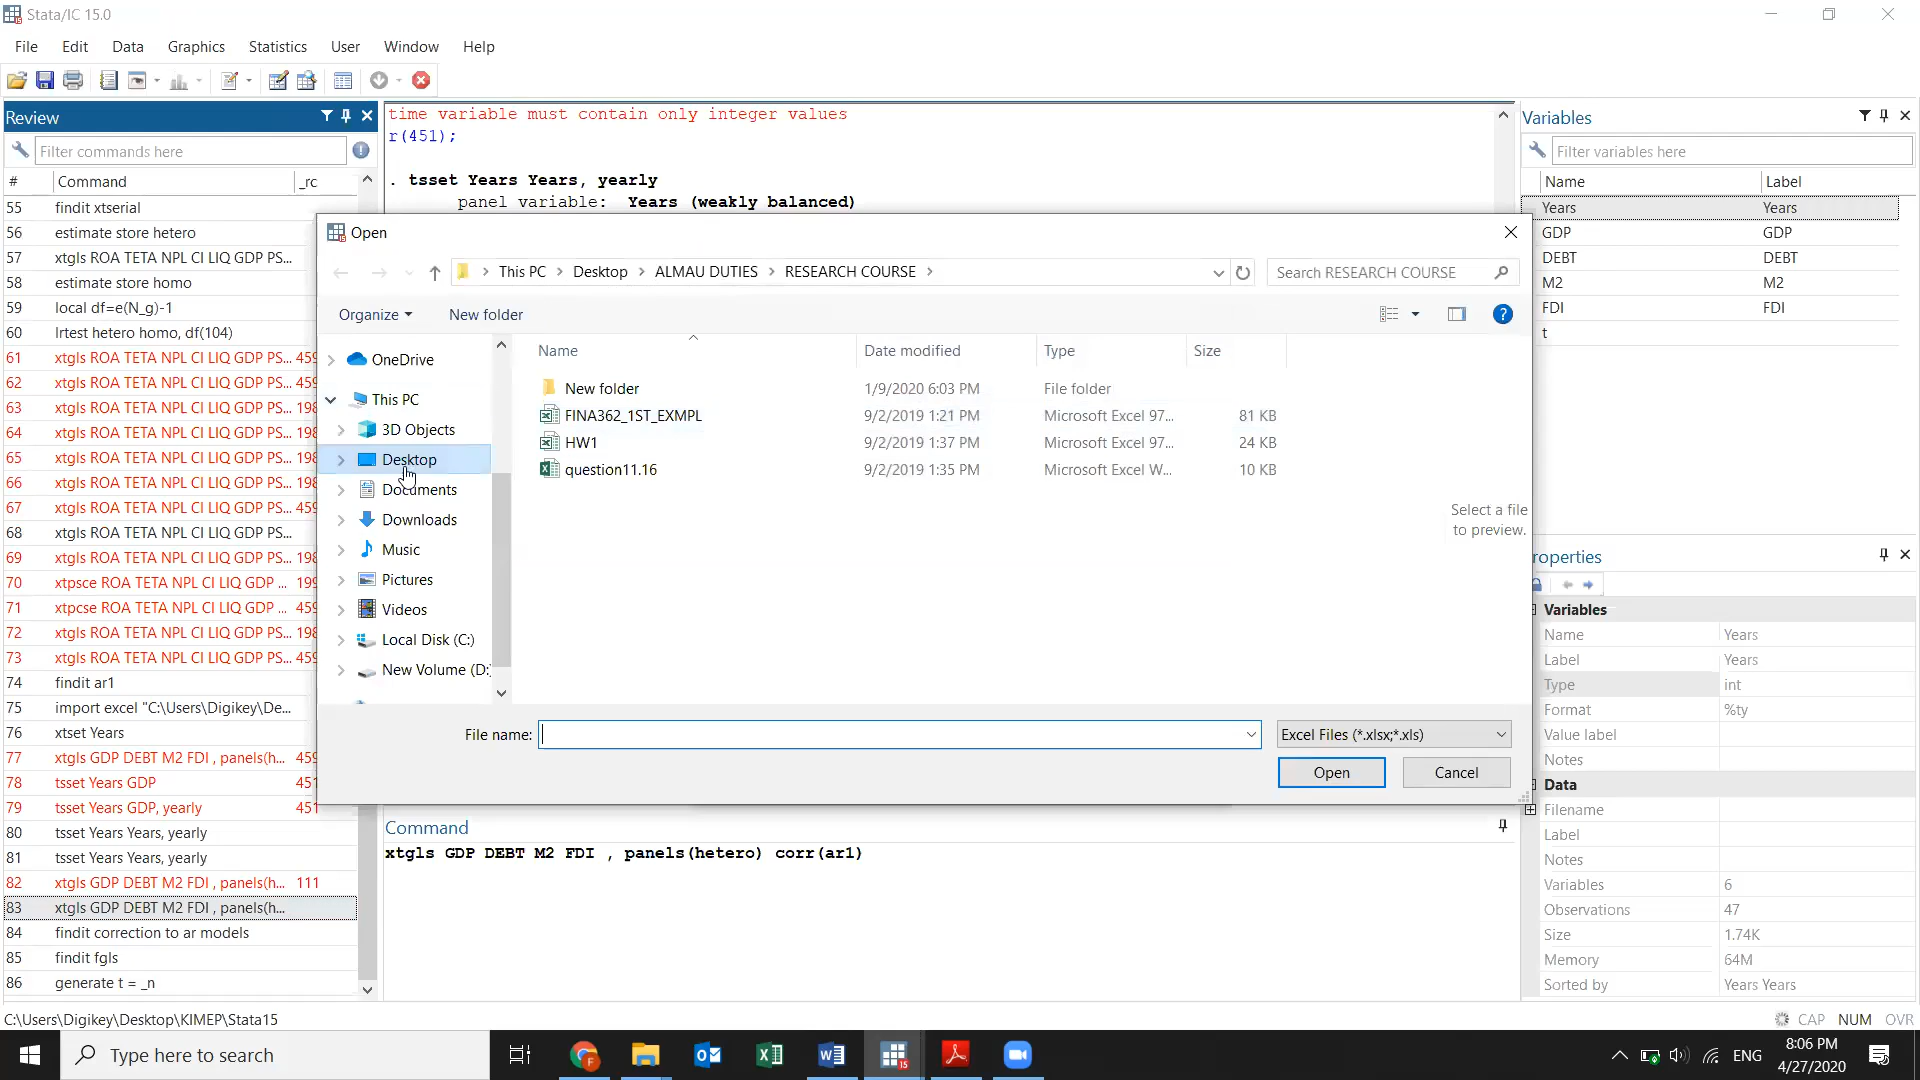 Stata/IC 15.0
File Edit Data Graphics Statistics User Window Help
Review
Filter commands here
# Command _rc
55 findit xtserial
56 estimate store hetero
57 xtgls ROA TETA NPL CI LIQ GDP PS...
58 estimate store homo
59 local df=e(N_g)-1
60 lrtest hetero homo, df(104)
61 xtgls ROA TETA NPL CI LIQ GDP PS... 459
62 xtgls ROA TETA NPL CI LIQ GDP PS... 459
63 xtgls ROA TETA NPL CI LIQ GDP PS... 198
64 xtgls ROA TETA NPL CI LIQ GDP PS... 198
65 xtgls ROA TETA NPL CI LIQ GDP PS... 198
66 xtgls ROA TETA NPL CI LIQ GDP PS... 198
67 xtgls ROA TETA NPL CI LIQ GDP PS... 459
68 xtgls ROA TETA NPL CI LIQ GDP PS...
69 xtgls ROA TETA NPL CI LIQ GDP PS... 198
70 xtpsce ROA TETA NPL CI LIQ GDP ... 199
71 xtpcse ROA TETA NPL CI LIQ GDP ... 459
72 xtgls ROA TETA NPL CI LIQ GDP PS... 198
73 xtgls ROA TETA NPL CI LIQ GDP PS... 459
74 findit ar1
75 import excel "C:\Users\Digikey\De...
76 xtset Years
77 xtgls GDP DEBT M2 FDI , panels(h... 459
78 tsset Years GDP 451
79 tsset Years GDP, yearly 451
80 tsset Years Years, yearly
81 tsset Years Years, yearly
82 xtgls GDP DEBT M2 FDI , panels(h... 111
83 xtgls GDP DEBT M2 FDI , panels(h...
84 findit correction to ar models
85 findit fgls
86 generate t = _n
time variable must contain only integer values
r(451);
. tsset Years Years, yearly
panel variable: Years (weakly balanced)
Open
This PC Desktop ALMAU DUTIES RESEARCH COURSE
Search RESEARCH COURSE
Organize New folder
OneDrive
This PC
3D Objects
Desktop
Documents
Downloads
Music
Pictures
Videos
Local Disk (C:)
New Volume (D:
Name Date modified Type Size
New folder 1/9/2020 6:03 PM File folder
FINA362_1ST_EXMPL 9/2/2019 1:21 PM Microsoft Excel 97... 81 KB
HW1 9/2/2019 1:37 PM Microsoft Excel 97... 24 KB
question11.16 9/2/2019 1:35 PM Microsoft Excel W... 10 KB
Select a file
to preview.
File name:
Excel Files (*.xlsx;*.xls)
Open Cancel
Command
xtgls GDP DEBT M2 FDI , panels(hetero) corr(ar1)
Variables
Filter variables here
Name Label
Years Years
GDP GDP
DEBT DEBT
M2 M2
FDI FDI
t
roperties
Variables
Name Years
Label Years
Type int
Format %ty
Value label
Notes
Data
Filename
Label
Notes
Variables 6
Observations 47
Size 1.74K
Memory 64M
Sorted by Years Years
C:\Users\Digikey\Desktop\KIMEP\Stata15
CAP NUM OVR
Type here to search
ENG
8:06 PM
4/27/2020